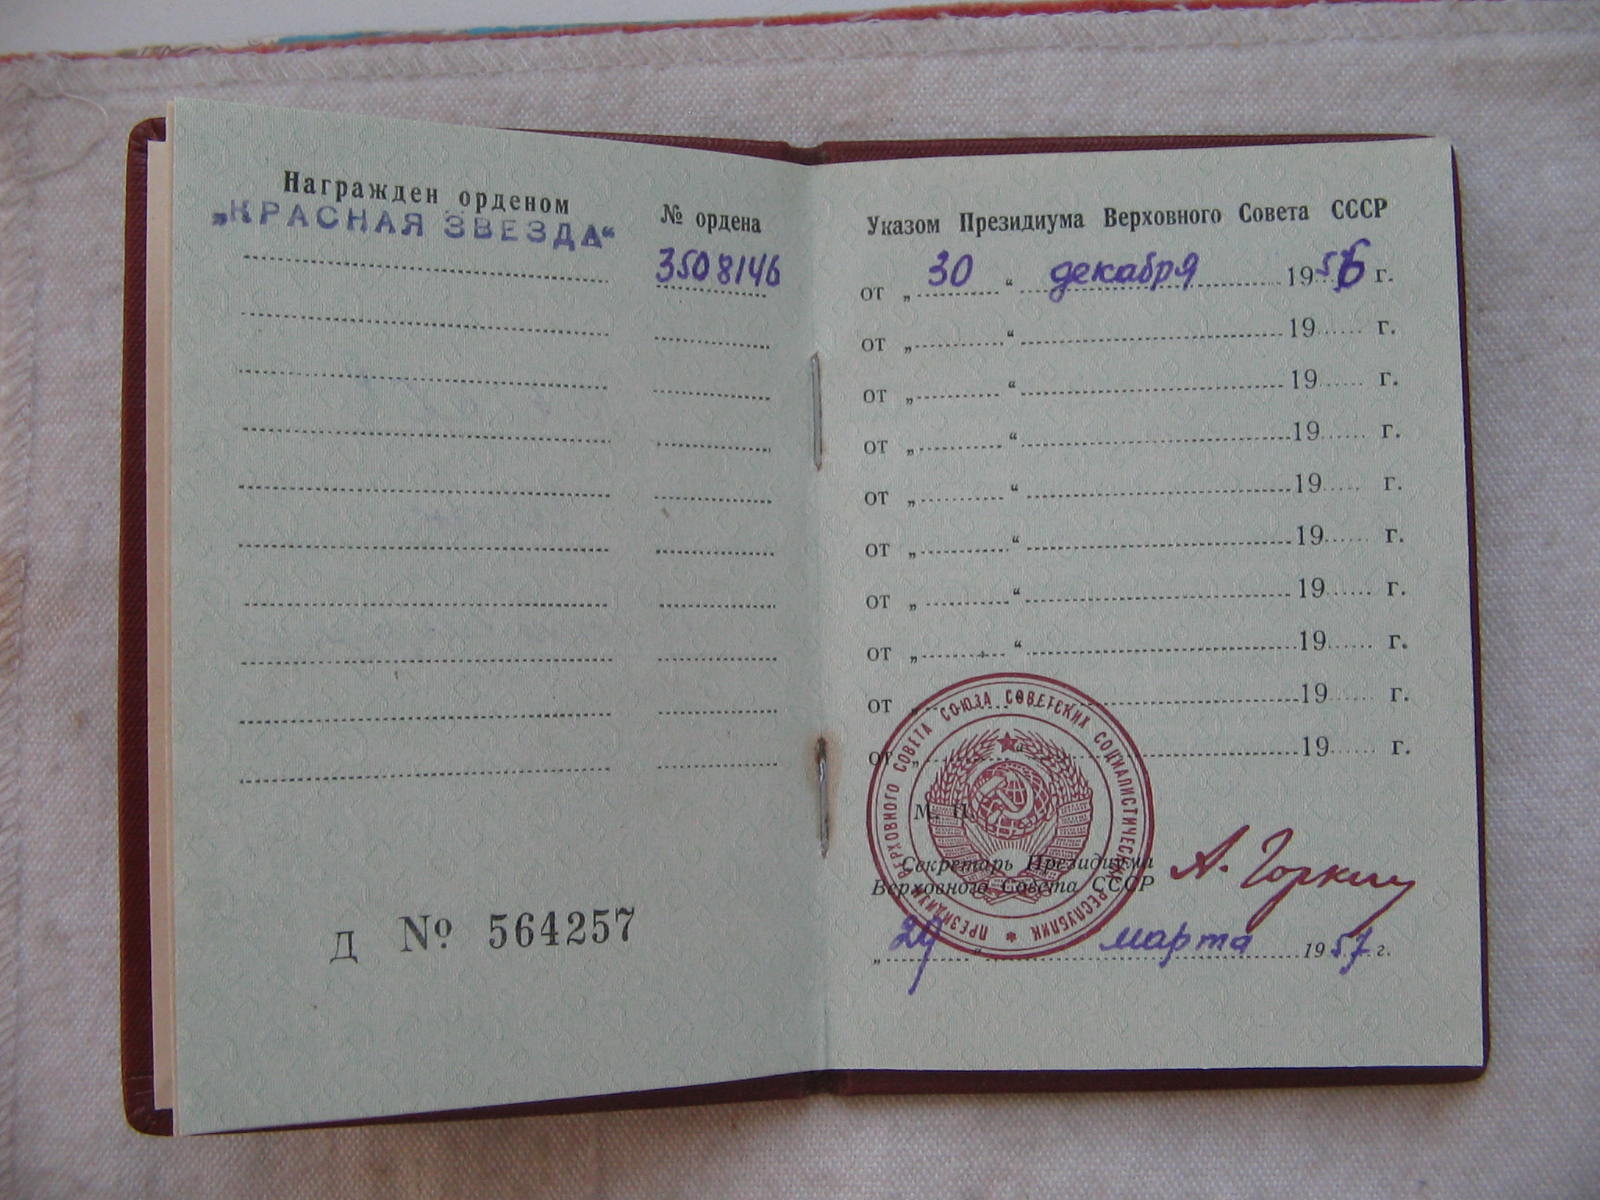 Награжден орденом
„КРАСНАЯ ЗВЕЗДА“
№ ордена
3508146
Д № 564257
Указом Президиума Верховного Совета СССР
от „ 30 “ декабря 1956 г.
от „ “ 19 г.
от „ “ 19 г.
от „ “ 19 г.
от „ “ 19 г.
от „ “ 19 г.
от „ “ 19 г.
от „ “ 19 г.
от „ “ 19 г.
от „ “ 19 г.
М. П.
Секретарь Президиума
Верховного Совета СССР
А. Горкин
„29“ марта 1957 г.
ПРЕЗИДИУМ ВЕРХОВНОГО СОВЕТА СОЮЗА СОВЕТСКИХ СОЦИАЛИСТИЧЕСКИХ РЕСПУБЛИК